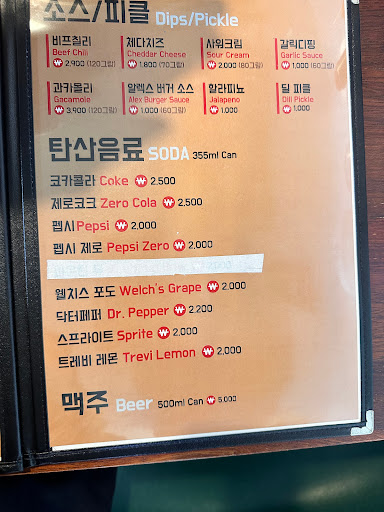 소스/피클 Dips/Pickle
비프칠리 체다치즈 사워크림 갈릭디핑
Beef Chili Cheddar Cheese Sour Cream Garlic Sauce
₩ 2,900 (120그람) ₩ 1,800 (70그람) ₩ 2,000 (80그람) ₩ 1,000 (60그람)
과카몰리 알렉스 버거 소스 할라피뇨 딜 피클
Gacamole Alex Burger Sauce Jalapeno Dill Pickle
₩ 3,900 (120그람) ₩ 1,000 (60그람) ₩ 1,000 ₩ 1,000
탄산음료 SODA 355ml Can
코카콜라 Coke ₩ 2,500
제로코크 Zero Cola ₩ 2,500
펩시 Pepsi ₩ 2,000
펩시 제로 Pepsi Zero ₩ 2,000
웰치스 포도 Welch's Grape ₩ 2,000
닥터페퍼 Dr. Pepper ₩ 2,200
스프라이트 Sprite ₩ 2,000
트레비 레몬 Trevi Lemon ₩ 2,000
맥주 Beer 500ml Can ₩ 5,000